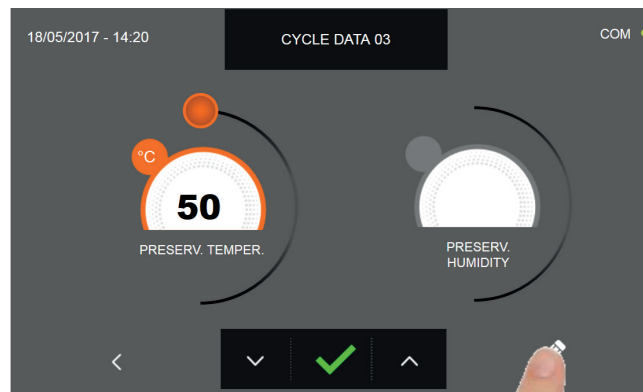 18/05/2017 - 14:20
CYCLE DATA 03
COM
°C
50
PRESERV. TEMPER.
PRESERV.
HUMIDITY